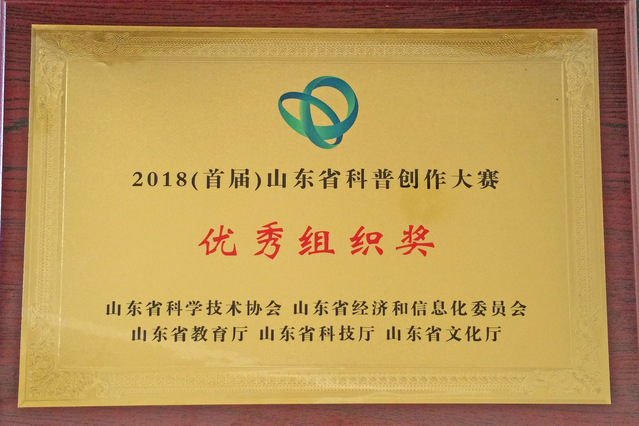 2018(首届)山东省科普创作大赛
优秀组织奖
山东省科学技术协会 山东省经济和信息化委员会
山东省教育厅 山东省科技厅 山东省文化厅